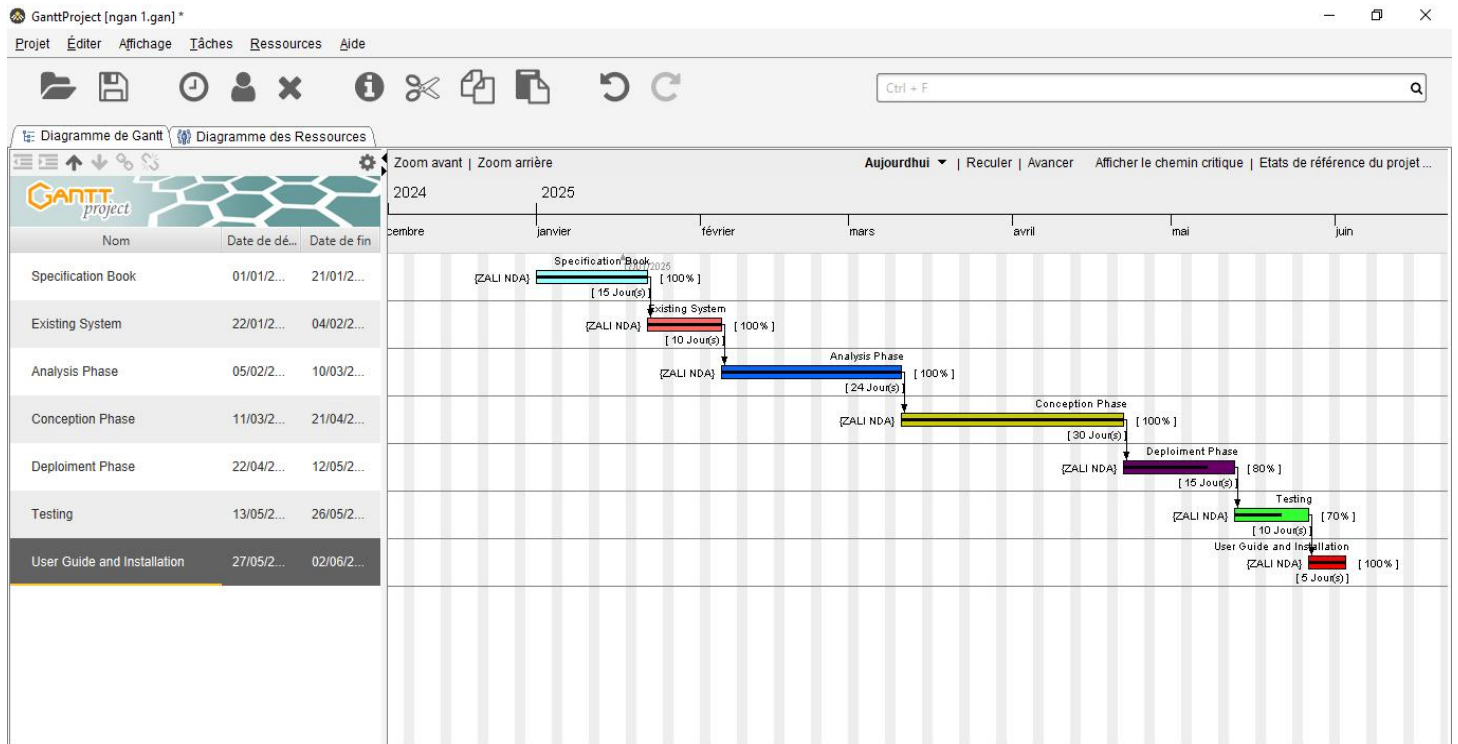 GanttProject [ngan 1.gan] *
Projet Éditer Affichage Tâches Ressources Aide
Ctrl + F
Diagramme de Gantt Diagramme des Ressources
Zoom avant | Zoom arrière Aujourdhui | Reculer | Avancer Afficher le chemin critique | Etats de référence du projet ...
GANTT project
2024 2025
Nom Date de dé... Date de fin
cembre janvier février mars avril mai juin
Specification Book 01/01/2... 21/01/2...
Specification Book
{ZALI NDA} [ 100% ]
[ 15 Jour(s) ]
Existing System 22/01/2... 04/02/2...
Existing System
{ZALI NDA} [ 100% ]
[ 10 Jour(s) ]
Analysis Phase 05/02/2... 10/03/2...
Analysis Phase
{ZALI NDA} [ 100% ]
[ 24 Jour(s) ]
Conception Phase 11/03/2... 21/04/2...
Conception Phase
{ZALI NDA} [ 100% ]
[ 30 Jour(s) ]
Deploiment Phase 22/04/2... 12/05/2...
Deploiment Phase
{ZALI NDA} [ 80% ]
[ 15 Jour(s) ]
Testing 13/05/2... 26/05/2...
Testing
{ZALI NDA} [ 70% ]
[ 10 Jour(s) ]
User Guide and Installation 27/05/2... 02/06/2...
User Guide and Installation
{ZALI NDA} [ 100% ]
[ 5 Jour(s) ]